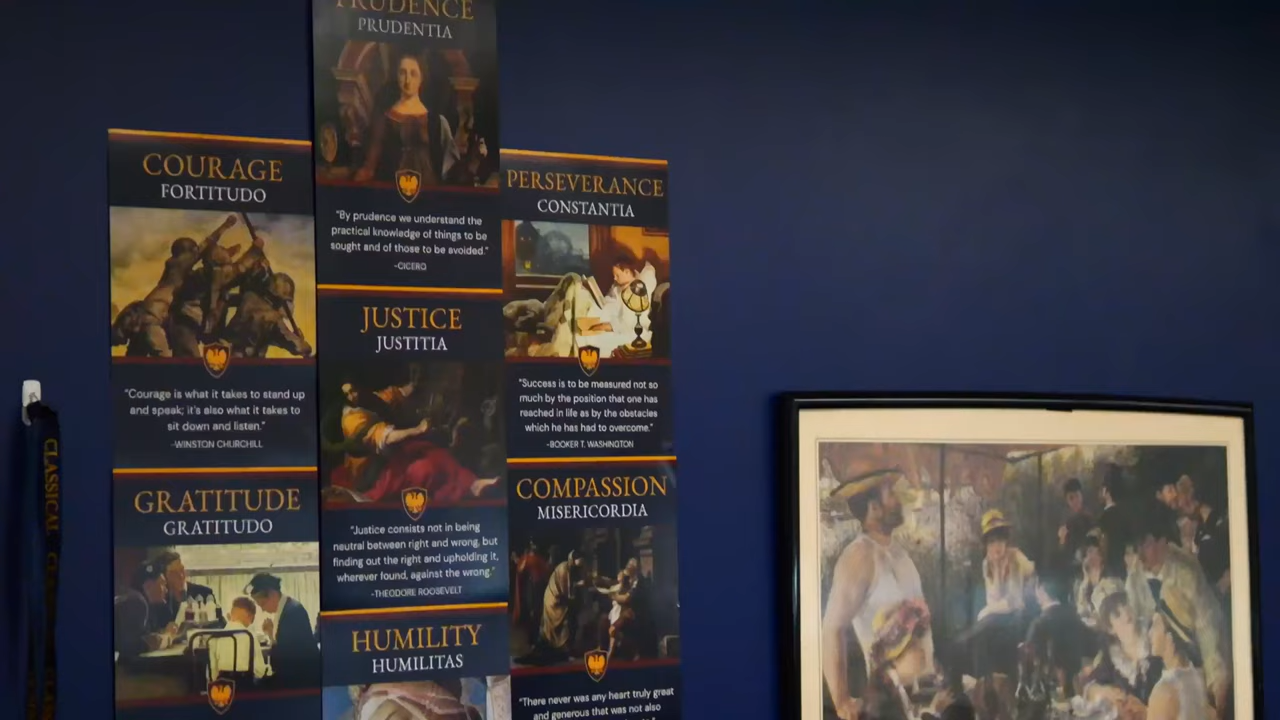 PRUDENCE
PRUDENTIA
"By prudence we understand the
practical knowledge of things to be
sought and of those to be avoided."
-CICERO
COURAGE
FORTITUDO
"Courage is what it takes to stand up
and speak; it's also what it takes to
sit down and listen."
-WINSTON CHURCHILL
PERSEVERANCE
CONSTANTIA
"Success is to be measured not so
much by the position that one has
reached in life as by the obstacles
which he has had to overcome."
-BOOKER T. WASHINGTON
JUSTICE
JUSTITIA
"Justice consists not in being
neutral between right and wrong, but
finding out the right and upholding it,
wherever found, against the wrong."
-THEODORE ROOSEVELT
GRATITUDE
GRATITUDO
COMPASSION
MISERICORDIA
"There never was any heart truly great
and generous that was not also
HUMILITY
HUMILITAS
CLASSICAL